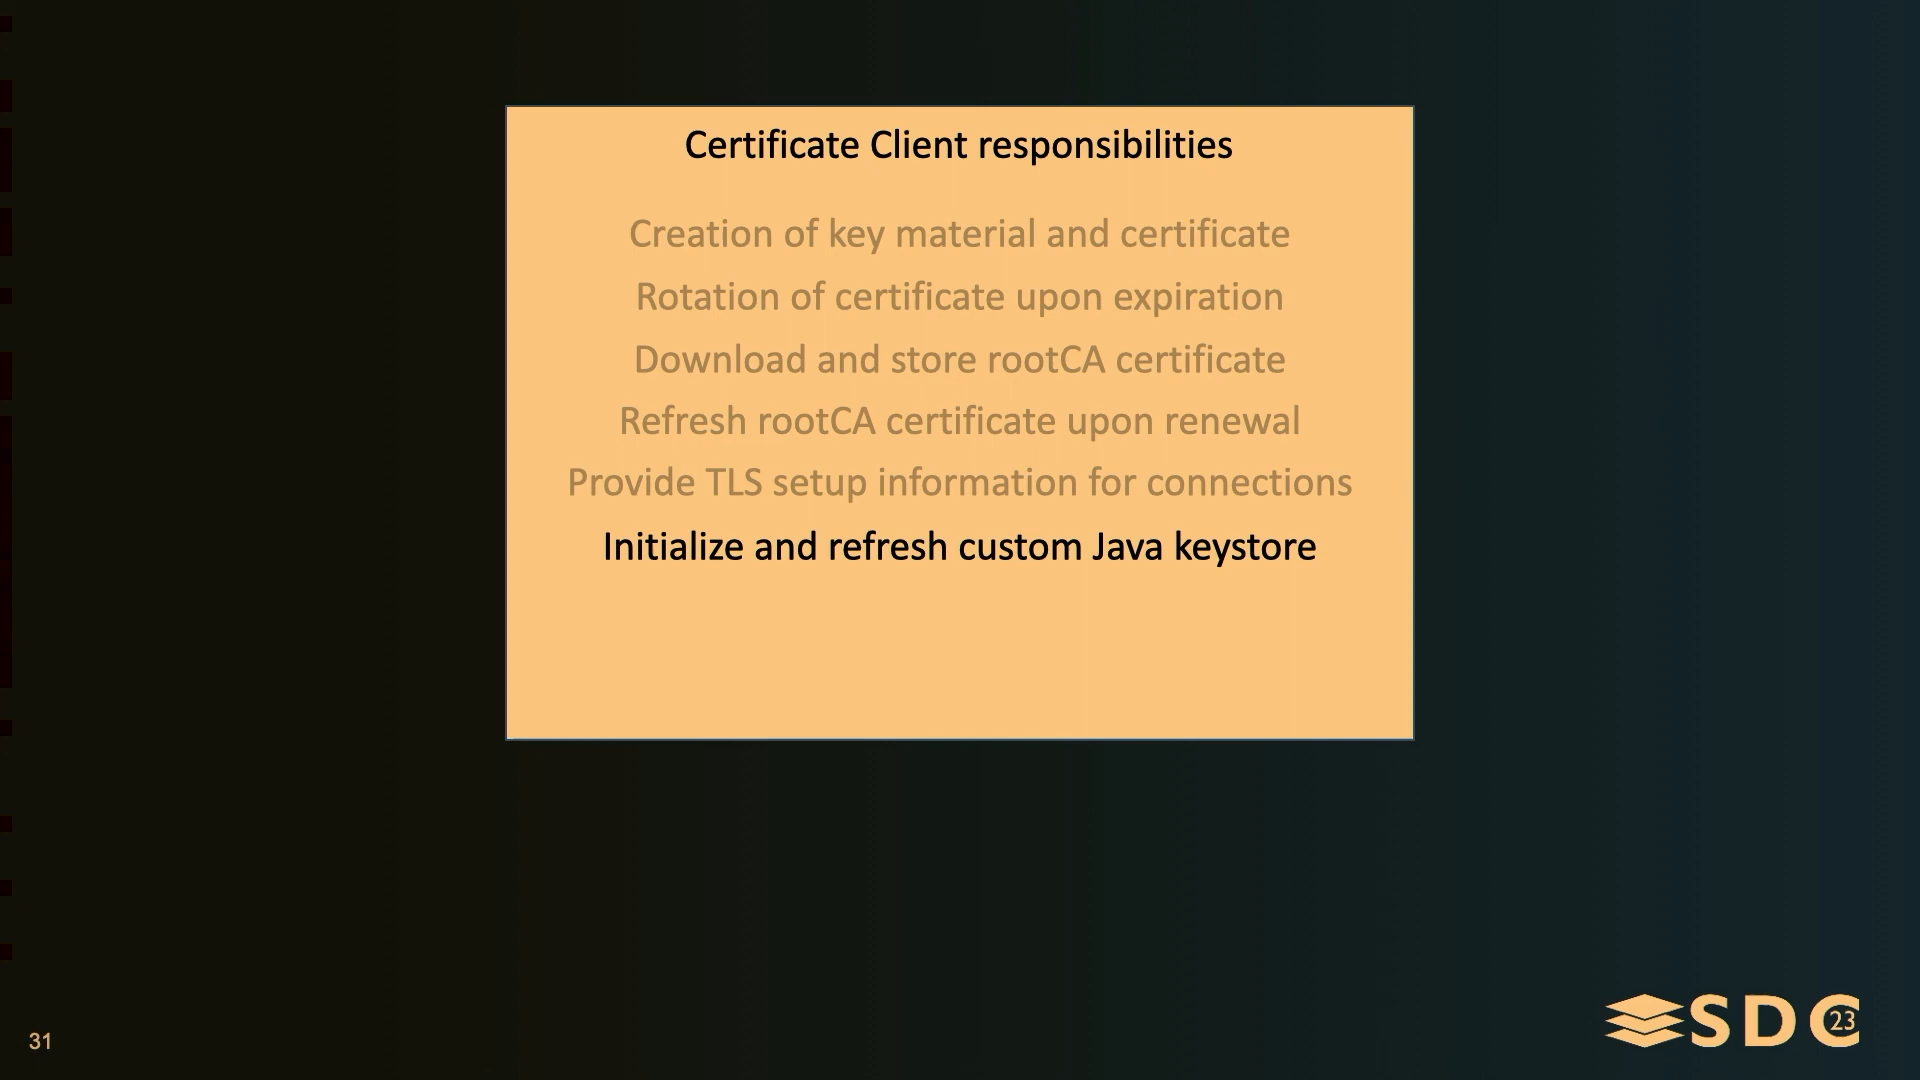 Certificate Client responsibilities
Creation of key material and certificate
Rotation of certificate upon expiration
Download and store rootCA certificate
Refresh rootCA certificate upon renewal
Provide TLS setup information for connections
Initialize and refresh custom Java keystore
31
SDC 23